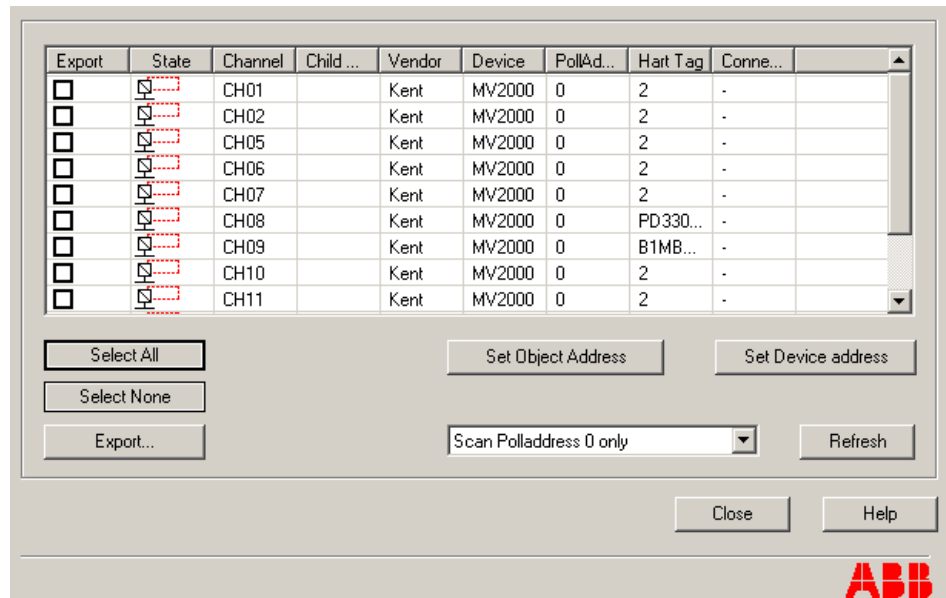 Export State Channel Child ... Vendor Device PollAd... Hart Tag Conne...
CH01 Kent MV2000 0 2 -
CH02 Kent MV2000 0 2 -
CH05 Kent MV2000 0 2 -
CH06 Kent MV2000 0 2 -
CH07 Kent MV2000 0 2 -
CH08 Kent MV2000 0 PD330... -
CH09 Kent MV2000 0 B1MB... -
CH10 Kent MV2000 0 2 -
CH11 Kent MV2000 0 2 -
Select All Set Object Address Set Device address
Select None
Export... Scan Polladdress 0 only Refresh
Close Help
ABB